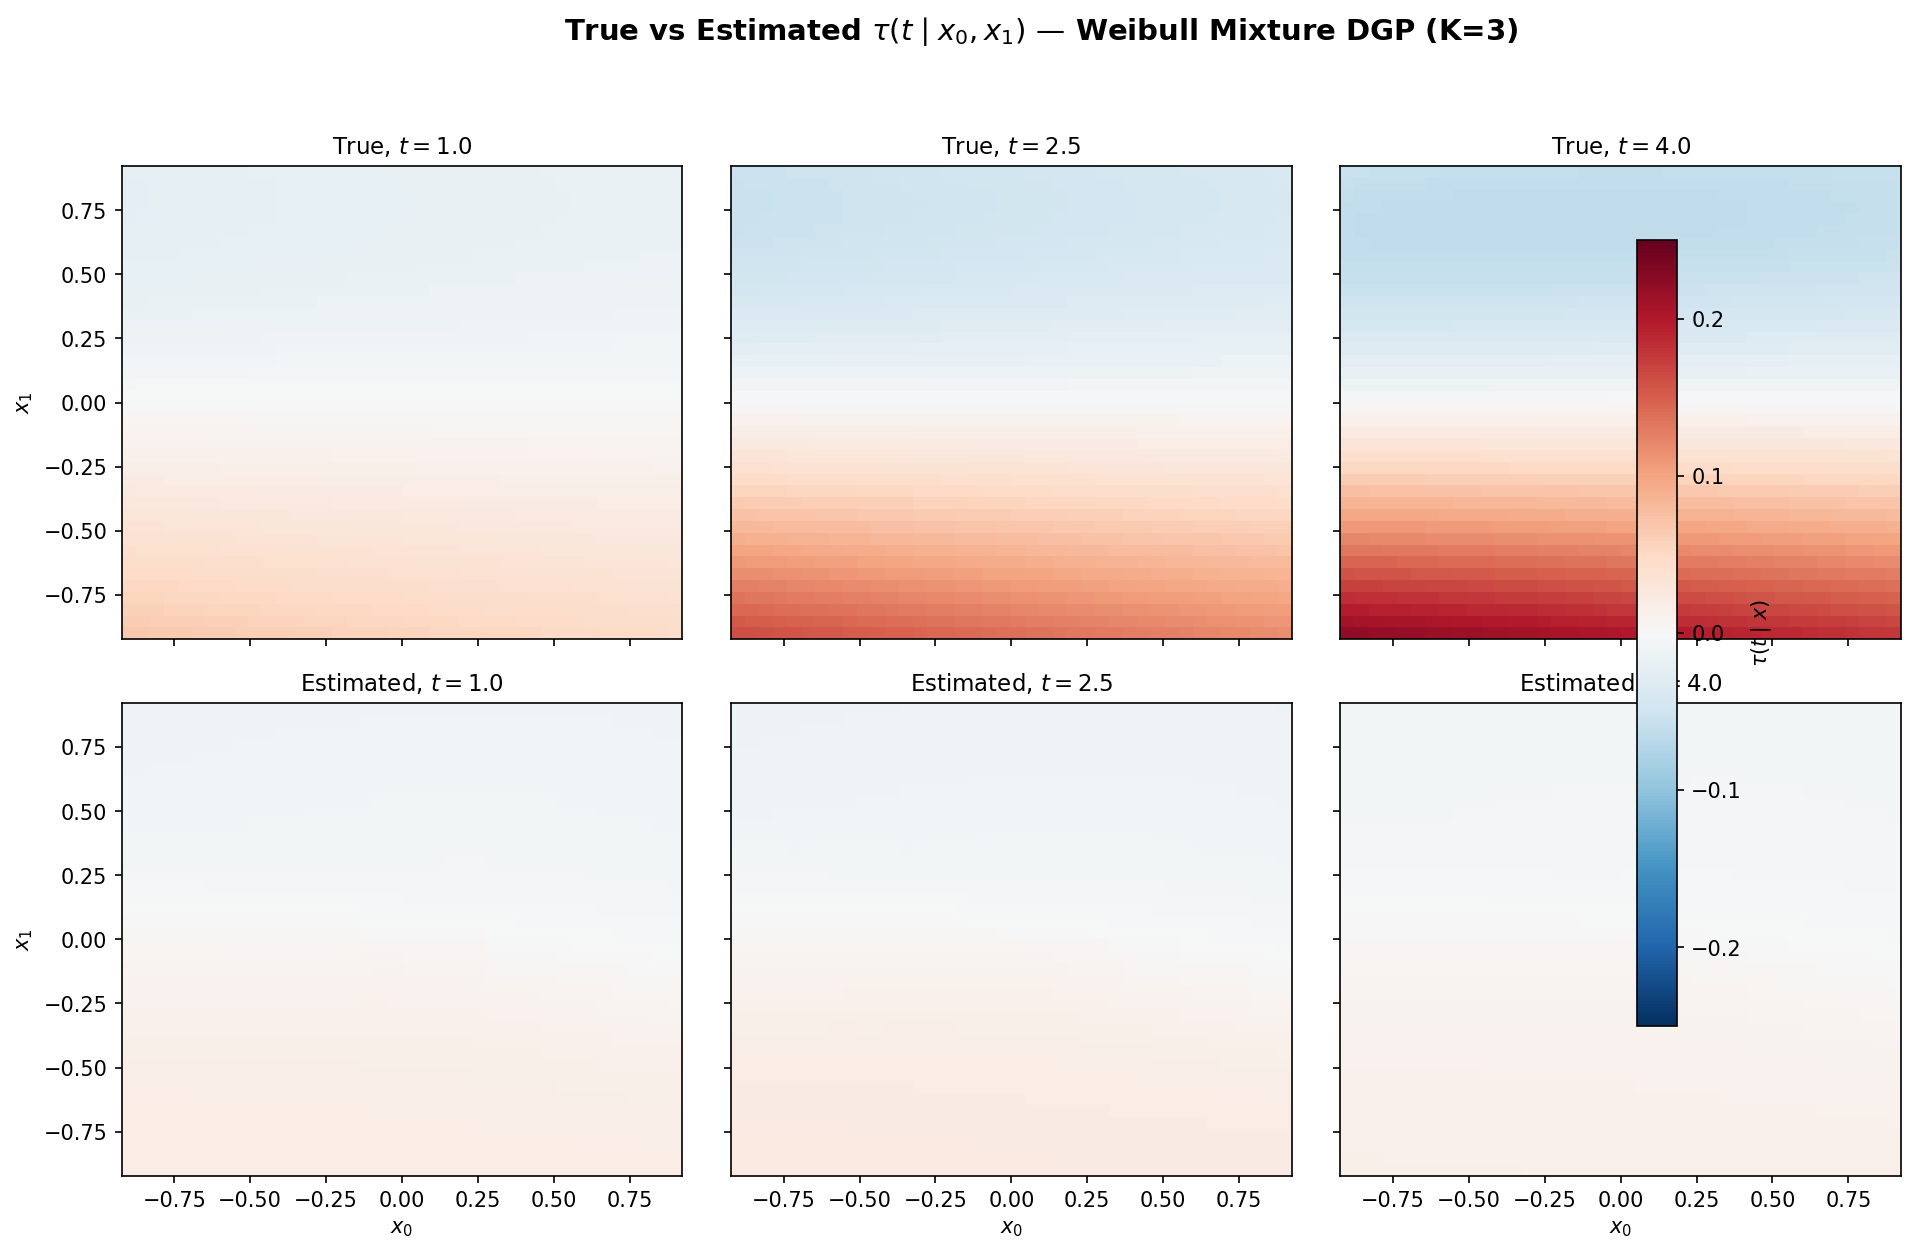 True vs Estimated τ(t | x₀, x₁) — Weibull Mixture DGP (K=3)
True, t = 1.0
True, t = 2.5
True, t = 4.0
0.75
0.50
0.25
0.00
−0.25
−0.50
−0.75
x₁
0.2
0.1
0.0
−0.1
−0.2
τ(t | x)
Estimated, t = 1.0
Estimated, t = 2.5
Estimated = 4.0
0.75
0.50
0.25
0.00
−0.25
−0.50
−0.75
x₁
−0.75 −0.50 −0.25 0.00 0.25 0.50 0.75
x₀
−0.75 −0.50 −0.25 0.00 0.25 0.50 0.75
x₀
−0.75 −0.50 −0.25 0.00 0.25 0.50 0.75
x₀